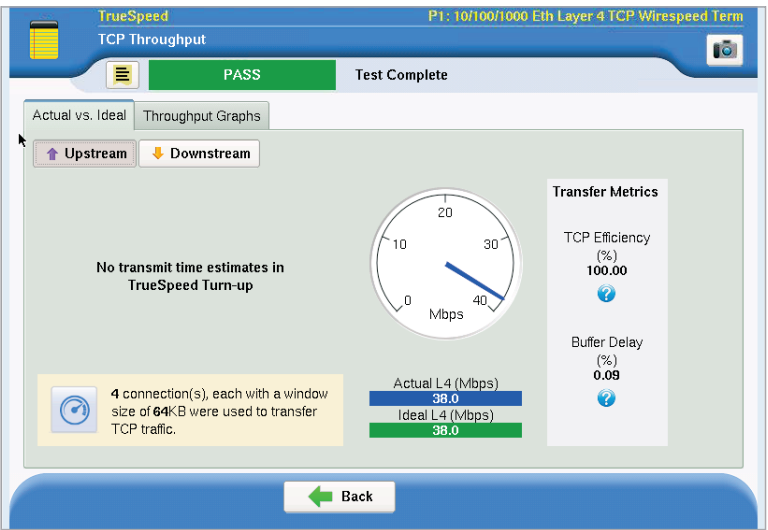 TrueSpeed
P1: 10/100/1000 Eth Layer 4 TCP Wirespeed Term
TCP Throughput
PASS
Test Complete
Actual vs. Ideal
Throughput Graphs
Upstream
Downstream
No transmit time estimates in
TrueSpeed Turn-up
0
10
20
30
40
Mbps
Transfer Metrics
TCP Efficiency
(%)
100.00
?
Buffer Delay
(%)
0.09
?
4 connection(s), each with a window
size of 64KB were used to transfer
TCP traffic.
Actual L4 (Mbps)
38.0
Ideal L4 (Mbps)
38.0
Back